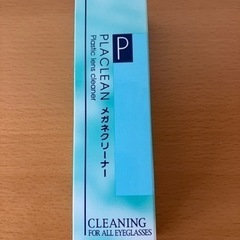 P
PLACLEAN メガネクリーナー
Plastic lens cleaner
CLEANING
FOR ALL EYEGLASSES